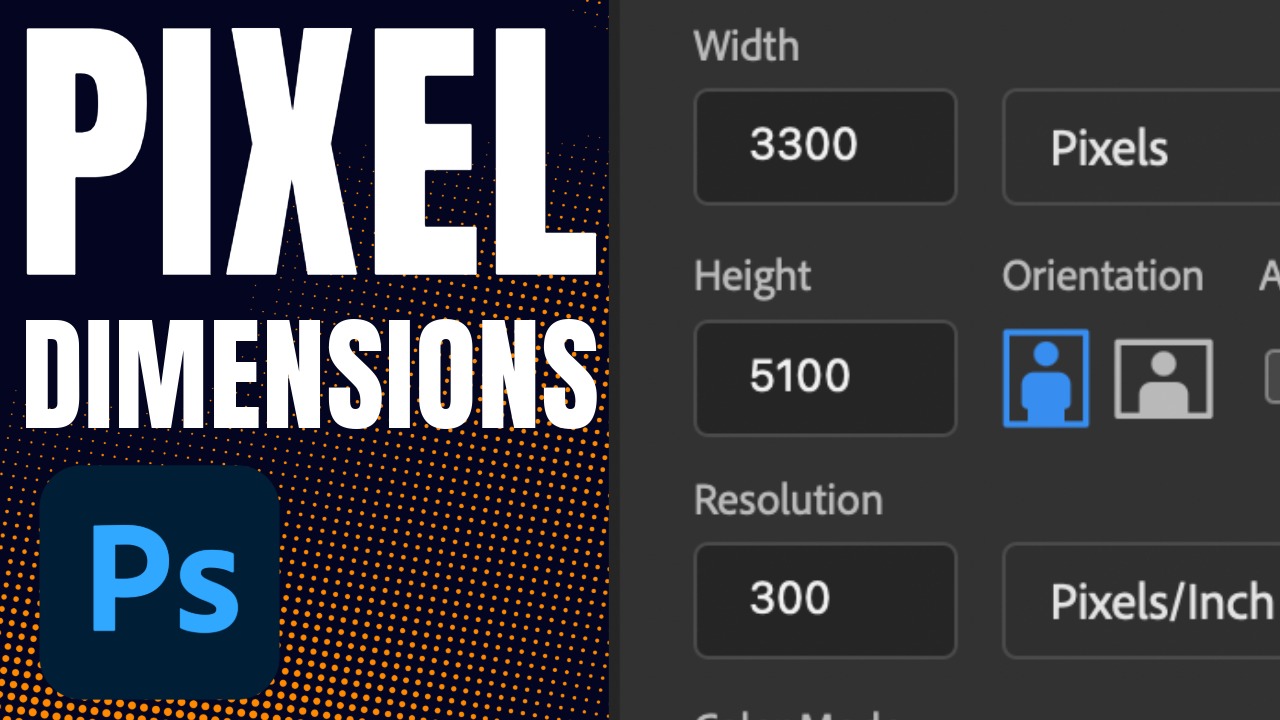 PIXEL
DIMENSIONS
Ps
Width
3300
Pixels
Height
Orientation
5100
Resolution
300
Pixels/Inch